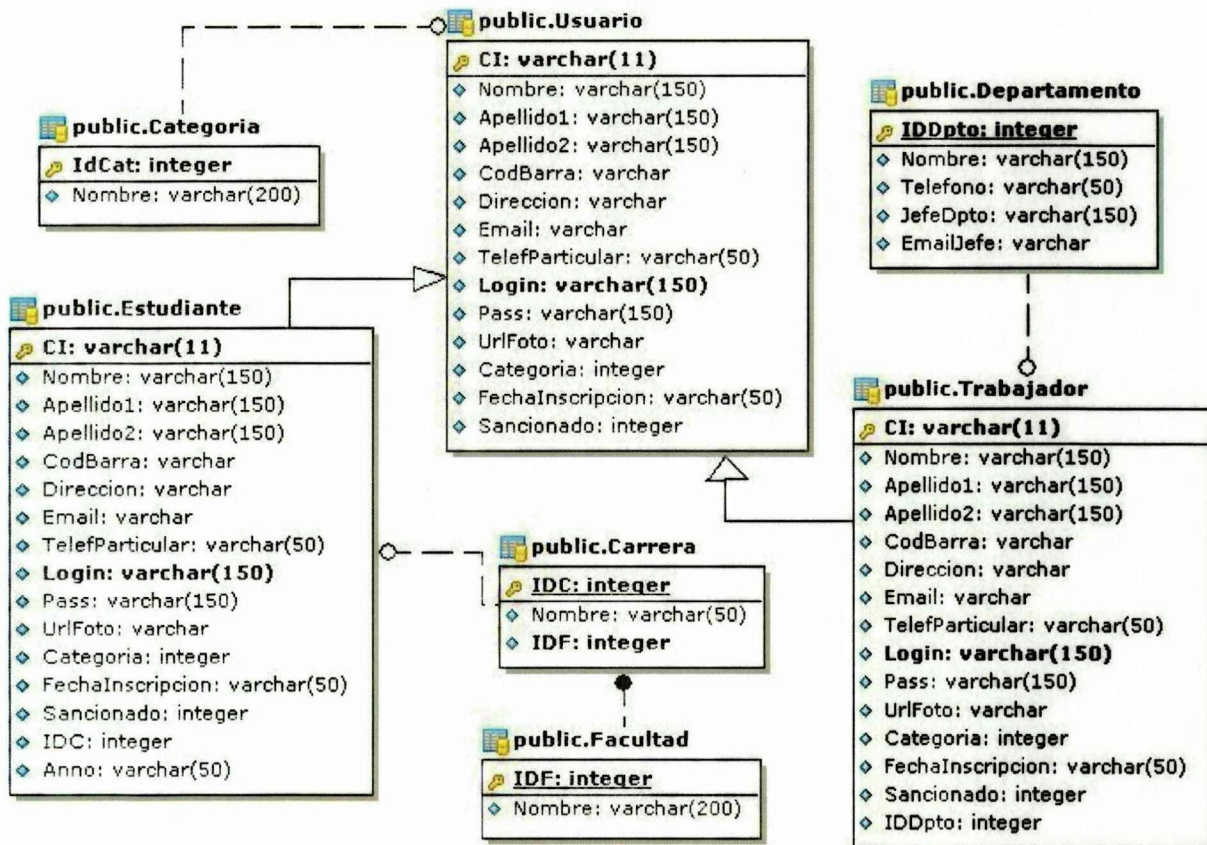 public.Usuario
CI: varchar(11)
Nombre: varchar(150)
Apellido1: varchar(150)
Apellido2: varchar(150)
CodBarra: varchar
Direccion: varchar
Email: varchar
TelefParticular: varchar(50)
Login: varchar(150)
Pass: varchar(150)
UrlFoto: varchar
Categoria: integer
FechaInscripcion: varchar(50)
Sancionado: integer
public.Categoria
IdCat: integer
Nombre: varchar(200)
public.Departamento
IDDpto: integer
Nombre: varchar(150)
Telefono: varchar(50)
JefeDpto: varchar(150)
EmailJefe: varchar
public.Estudiante
CI: varchar(11)
Nombre: varchar(150)
Apellido1: varchar(150)
Apellido2: varchar(150)
CodBarra: varchar
Direccion: varchar
Email: varchar
TelefParticular: varchar(50)
Login: varchar(150)
Pass: varchar(150)
UrlFoto: varchar
Categoria: integer
FechaInscripcion: varchar(50)
Sancionado: integer
IDC: integer
Anno: varchar(50)
public.Carrera
IDC: integer
Nombre: varchar(50)
IDF: integer
public.Facultad
IDF: integer
Nombre: varchar(200)
public.Trabajador
CI: varchar(11)
Nombre: varchar(150)
Apellido1: varchar(150)
Apellido2: varchar(150)
CodBarra: varchar
Direccion: varchar
Email: varchar
TelefParticular: varchar(50)
Login: varchar(150)
Pass: varchar(150)
UrlFoto: varchar
Categoria: integer
FechaInscripcion: varchar(50)
Sancionado: integer
IDDpto: integer